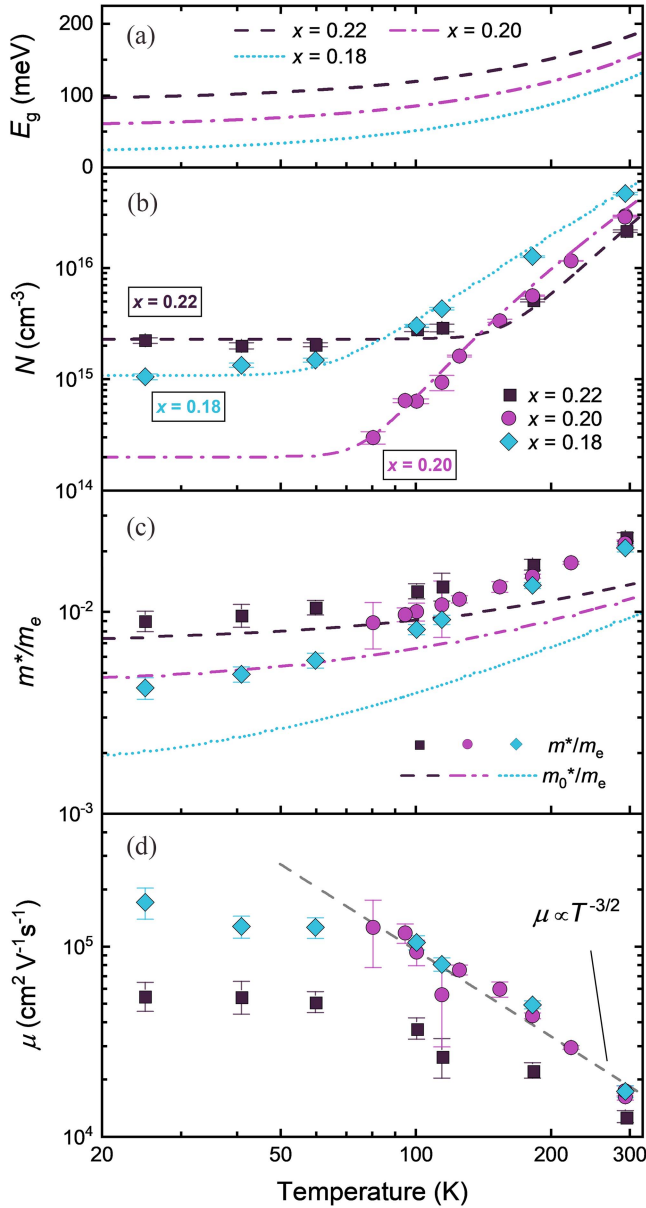 (a)
x = 0.22
x = 0.20
x = 0.18
200
100
0
E_g (meV)
(b)
x = 0.22
x = 0.18
x = 0.20
x = 0.22
x = 0.20
x = 0.18
10^16
10^15
10^14
N (cm^−3)
(c)
m*/m_e
m_0*/m_e
10^−2
10^−3
m*/m_e
(d)
μ ∝ T^−3/2
10^5
10^4
μ (cm^2 V^−1 s^−1)
20 50 100 200 300
Temperature (K)